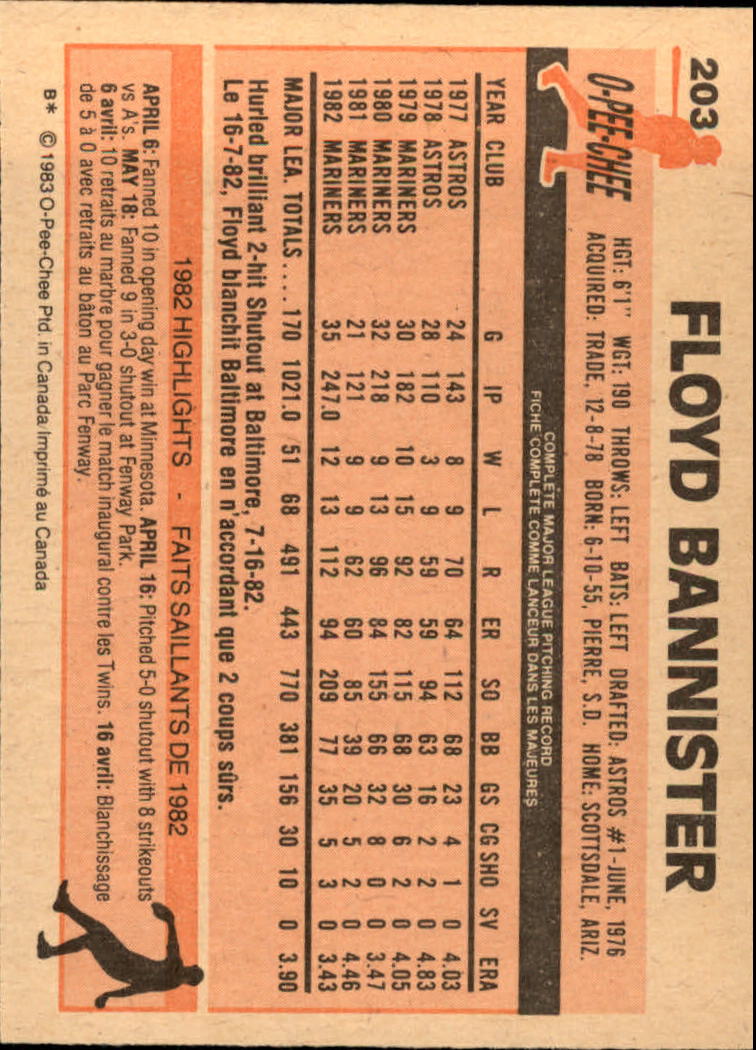 203
FLOYD BANNISTER
O-PEE-CHEE
HGT: 6'1" WGT: 190 THROWS: LEFT BATS: LEFT DRAFTED: ASTROS #1-JUNE, 1976
ACQUIRED: TRADE, 12-8-78 BORN: 6-10-55, PIERRE, S.D. HOME: SCOTTSDALE, ARIZ.
COMPLETE MAJOR LEAGUE PITCHING RECORD
FICHE COMPLETE COMME LANCEUR DANS LES MAJEURES
YEAR CLUB G IP W L R ER SO BB GS CG SHO SV ERA
1977 ASTROS 24 143 8 9 70 64 112 68 23 4 1 0 4.03
1978 ASTROS 28 110 3 9 59 59 94 63 16 2 2 0 4.83
1979 MARINERS 30 182 10 15 92 82 115 68 30 6 2 0 4.05
1980 MARINERS 32 218 9 13 96 84 155 66 32 8 0 0 3.47
1981 MARINERS 21 121 9 9 62 60 85 39 20 5 2 0 4.46
1982 MARINERS 35 247.0 12 13 112 94 209 77 35 5 3 0 3.43
MAJOR LEA. TOTALS.... 170 1021.0 51 68 491 443 770 381 156 30 10 0 3.90
Hurled brilliant 2-hit Shutout at Baltimore, 7-16-82.
Le 16-7-82, Floyd blanchit Baltimore en n'accordant que 2 coups sûrs.
1982 HIGHLIGHTS - FAITS SAILLANTS DE 1982
APRIL 6: Fanned 10 in opening day win at Minnesota. APRIL 16: Pitched 5-0 shutout with 8 strikeouts
vs A's. MAY 18: Fanned 9 in 3-0 shutout at Fenway Park.
6 avril: 10 retraits au marbre pour gagner le match inaugural contre les Twins. 16 avril: Blanchissage
de 5 à 0 avec retraits au bâton au Parc Fenway.
B* © 1983 O-Pee-Chee Ptd. in Canada/Imprimé au Canada